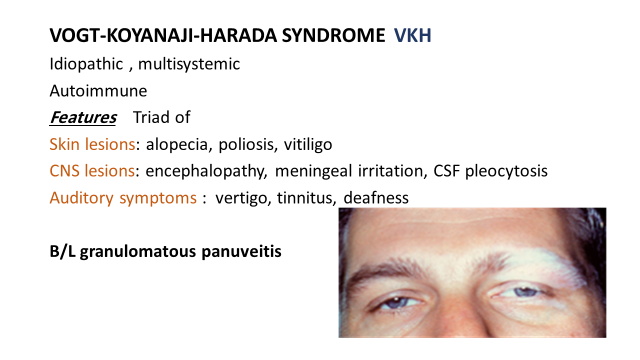 VOGT-KOYANAJI-HARADA SYNDROME VKH
Idiopathic , multisystemic
Autoimmune
Features Triad of
Skin lesions: alopecia, poliosis, vitiligo
CNS lesions: encephalopathy, meningeal irritation, CSF pleocytosis
Auditory symptoms : vertigo, tinnitus, deafness
B/L granulomatous panuveitis